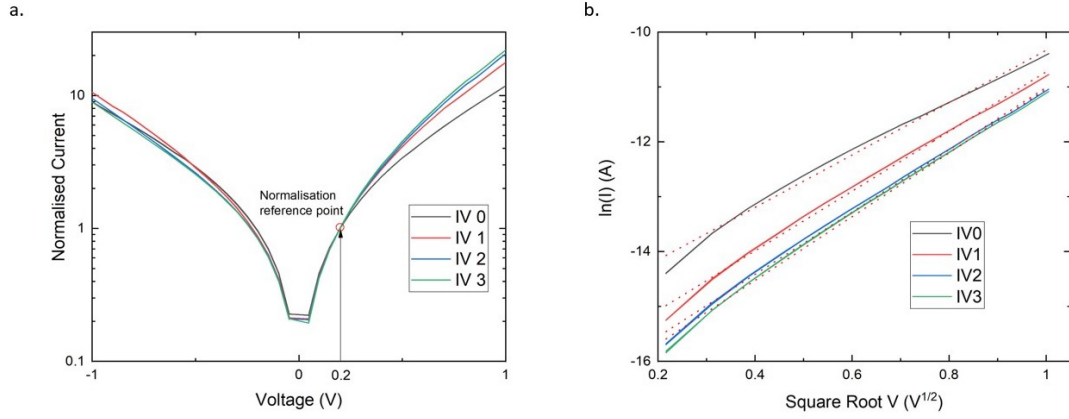 a.
Normalised Current
10
1
0.1
-1
0
0.2
1
Voltage (V)
Normalisation
reference point
IV 0
IV 1
IV 2
IV 3
b.
ln(I) (A)
-10
-12
-14
-16
0.2
0.4
0.6
0.8
1.0
Square Root V (V^1/2)
IV0
IV1
IV2
IV3